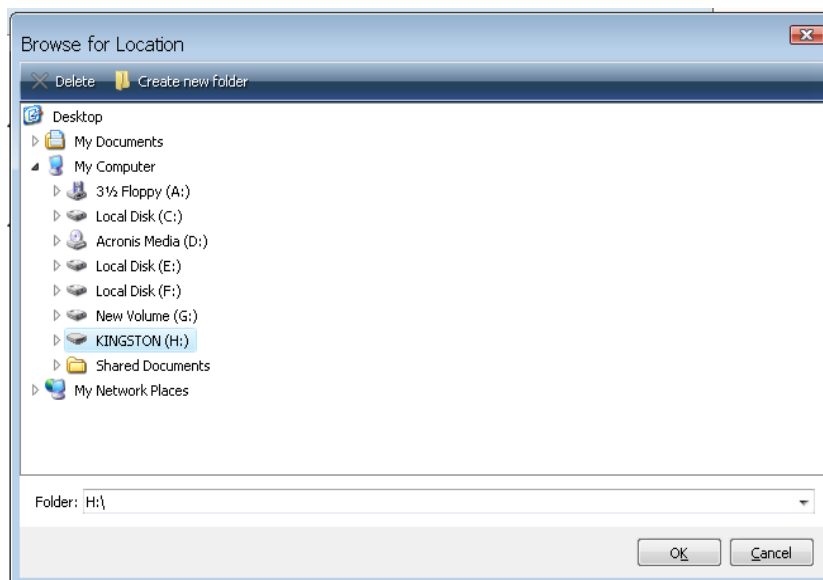 Browse for Location
Delete Create new folder
Desktop
My Documents
My Computer
3½ Floppy (A:)
Local Disk (C:)
Acronis Media (D:)
Local Disk (E:)
Local Disk (F:)
New Volume (G:)
KINGSTON (H:)
Shared Documents
My Network Places
Folder: H:\
OK Cancel